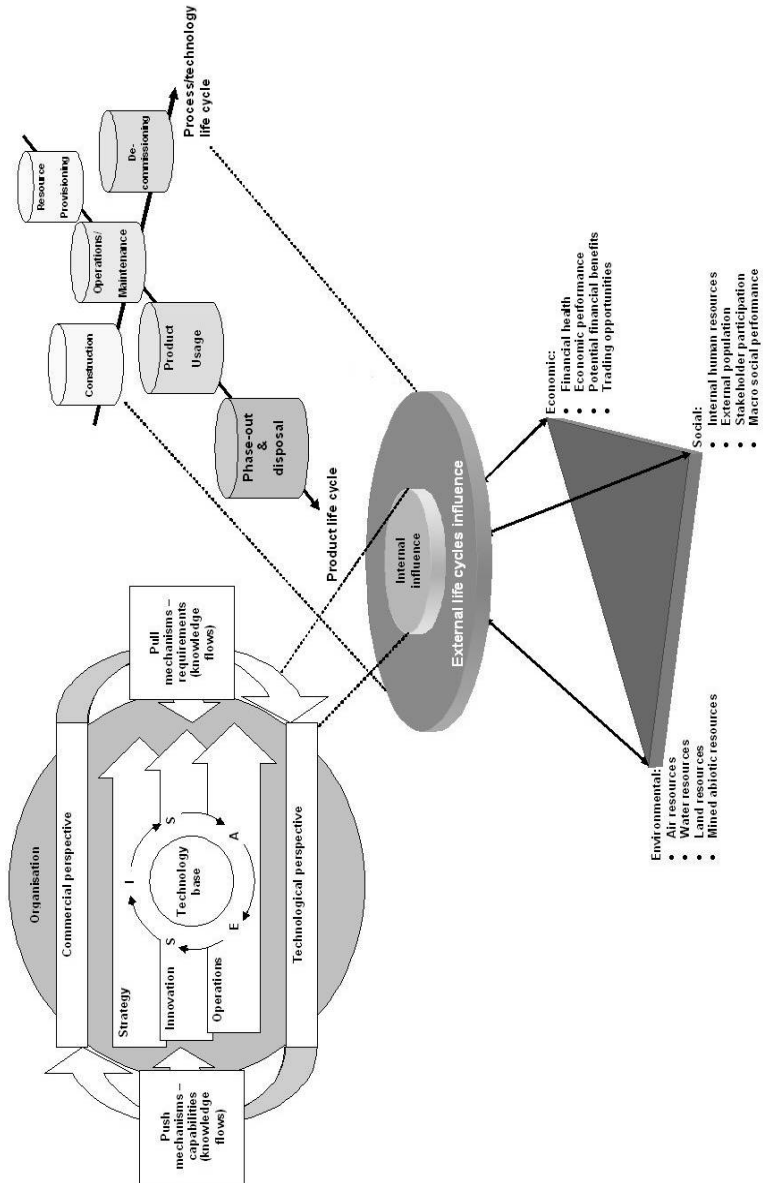 Organisation
Commercial perspective
Strategy
Innovation
Operations
Technology
base
S
I
S
A
E
Technological perspective
Push
mechanisms –
capabilities
(knowledge
flows)
Pull
mechanisms –
requirements
(knowledge
flows)
Construction
Resource
Provisioning
Operations/
Maintenance
De-
commissioning
Product
Usage
Phase-out
&
disposal
Product life cycle
Process/technology
life cycle
Internal
influence
External life cycles influence
Environmental:
• Air resources
• Water resources
• Land resources
• Mined abiotic resources
Economic:
• Financial health
• Economic performance
• Potential financial benefits
• Trading opportunities
Social:
• Internal human resources
• External population
• Stakeholder participation
• Macro social performance